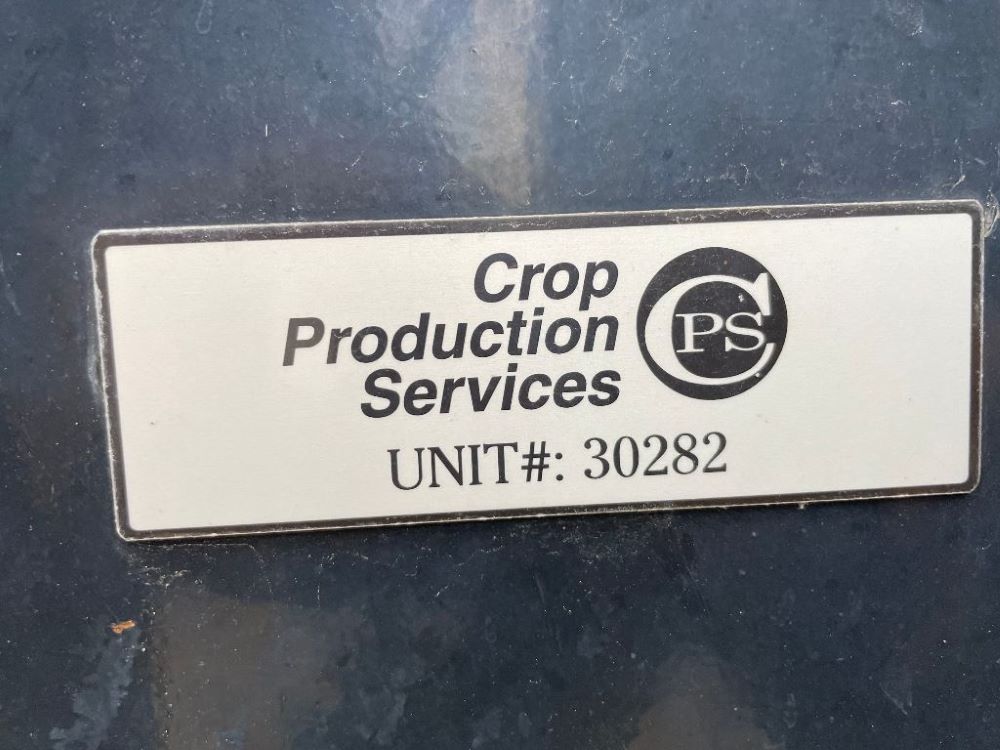 Crop
Production
Services
CPS
UNIT#: 30282